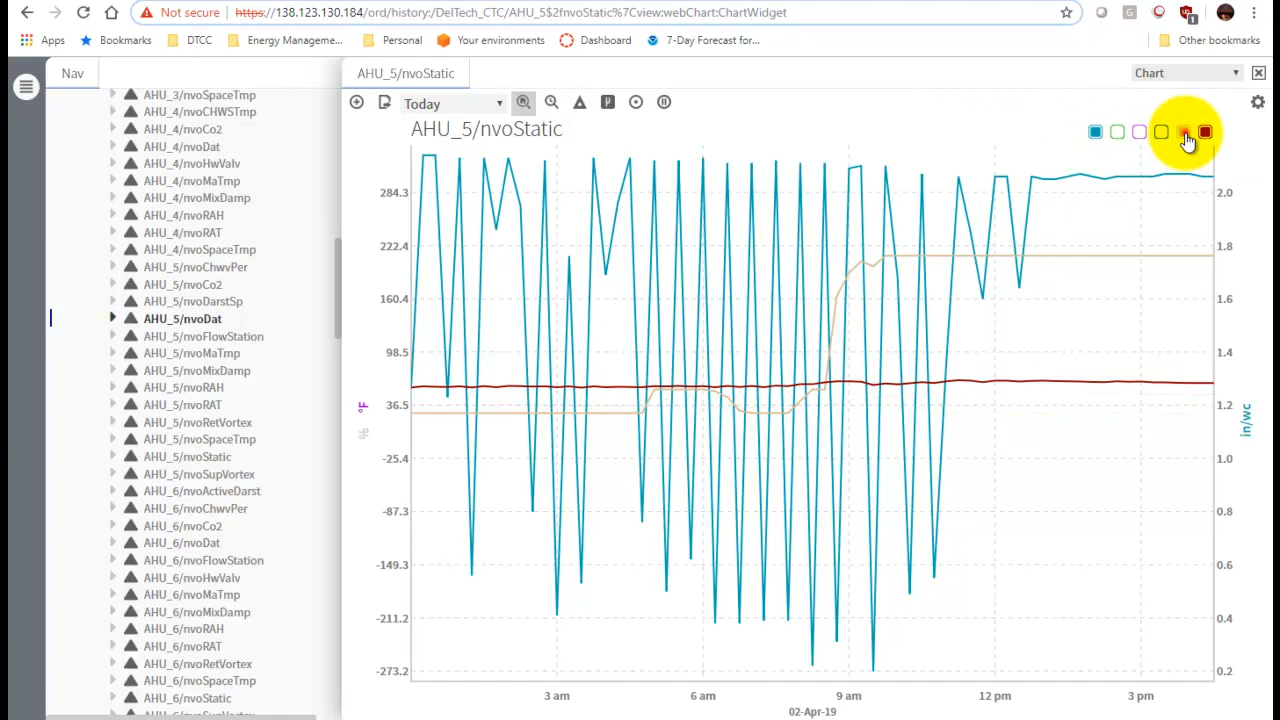 Not secure | https://138.123.130.184/ord/history:/DelTech_CTC/AHU_5$2fnvoStatic%7Cview:webChart:ChartWidget
Apps Bookmarks DTCC Energy Manageme... Personal Your environments Dashboard 7-Day Forecast for... Other bookmarks
Nav
AHU_3/nvoSpaceTmp
AHU_4/nvoCHWSTmp
AHU_4/nvoCo2
AHU_4/nvoDat
AHU_4/nvoHwValv
AHU_4/nvoMaTmp
AHU_4/nvoMixDamp
AHU_4/nvoRAH
AHU_4/nvoRAT
AHU_4/nvoSpaceTmp
AHU_5/nvoChwvPer
AHU_5/nvoCo2
AHU_5/nvoDarstSp
AHU_5/nvoDat
AHU_5/nvoFlowStation
AHU_5/nvoMaTmp
AHU_5/nvoMixDamp
AHU_5/nvoRAH
AHU_5/nvoRAT
AHU_5/nvoRetVortex
AHU_5/nvoSpaceTmp
AHU_5/nvoStatic
AHU_5/nvoSupVortex
AHU_6/nvoActiveDarst
AHU_6/nvoChwvPer
AHU_6/nvoCo2
AHU_6/nvoDat
AHU_6/nvoFlowStation
AHU_6/nvoHwValv
AHU_6/nvoMaTmp
AHU_6/nvoMixDamp
AHU_6/nvoRAH
AHU_6/nvoRAT
AHU_6/nvoRetVortex
AHU_6/nvoSpaceTmp
AHU_6/nvoStatic
AHU_5/nvoStatic
Chart
Today
AHU_5/nvoStatic
284.3
222.4
160.4
98.5
36.5
-25.4
-87.3
-149.3
-211.2
-273.2
°F
%
2.0
1.8
1.6
1.4
1.2
1.0
0.8
0.6
0.4
0.2
in/wc
3 am 6 am 9 am 12 pm 3 pm
02-Apr-19